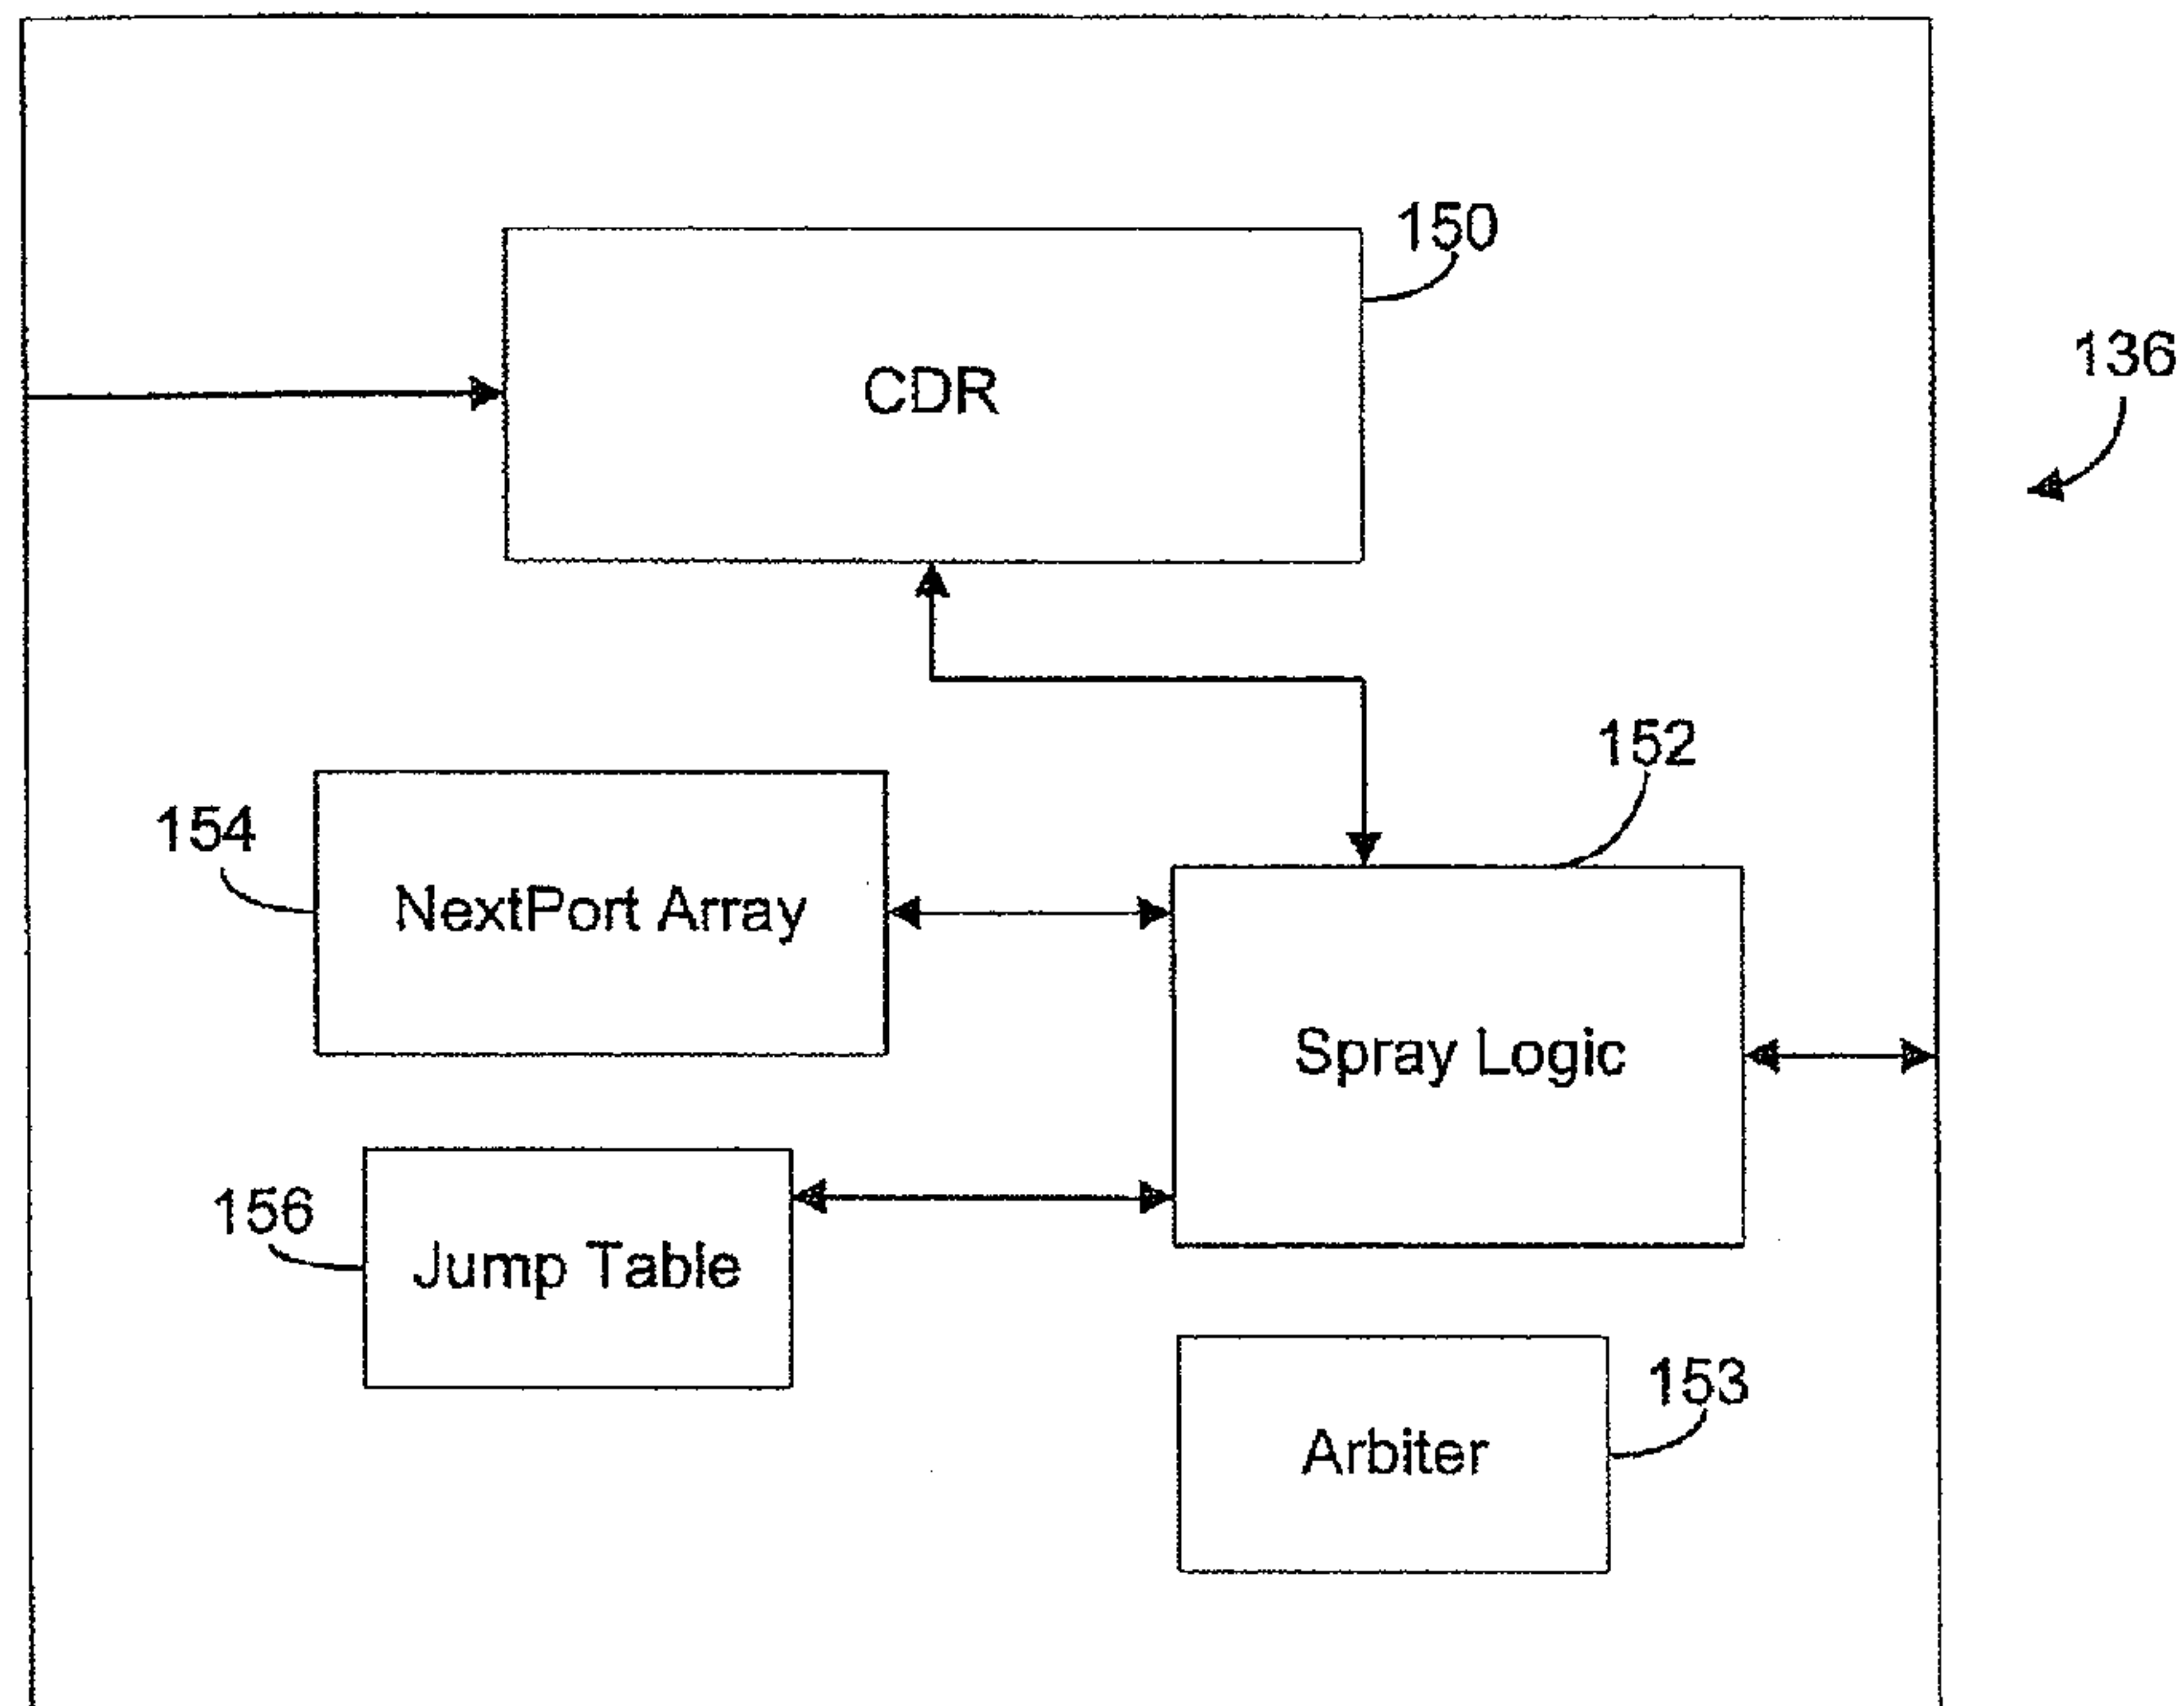 150
136
CDR
152
154
NextPort Array
Spray Logic
156
Jump Table
153
Arbiter